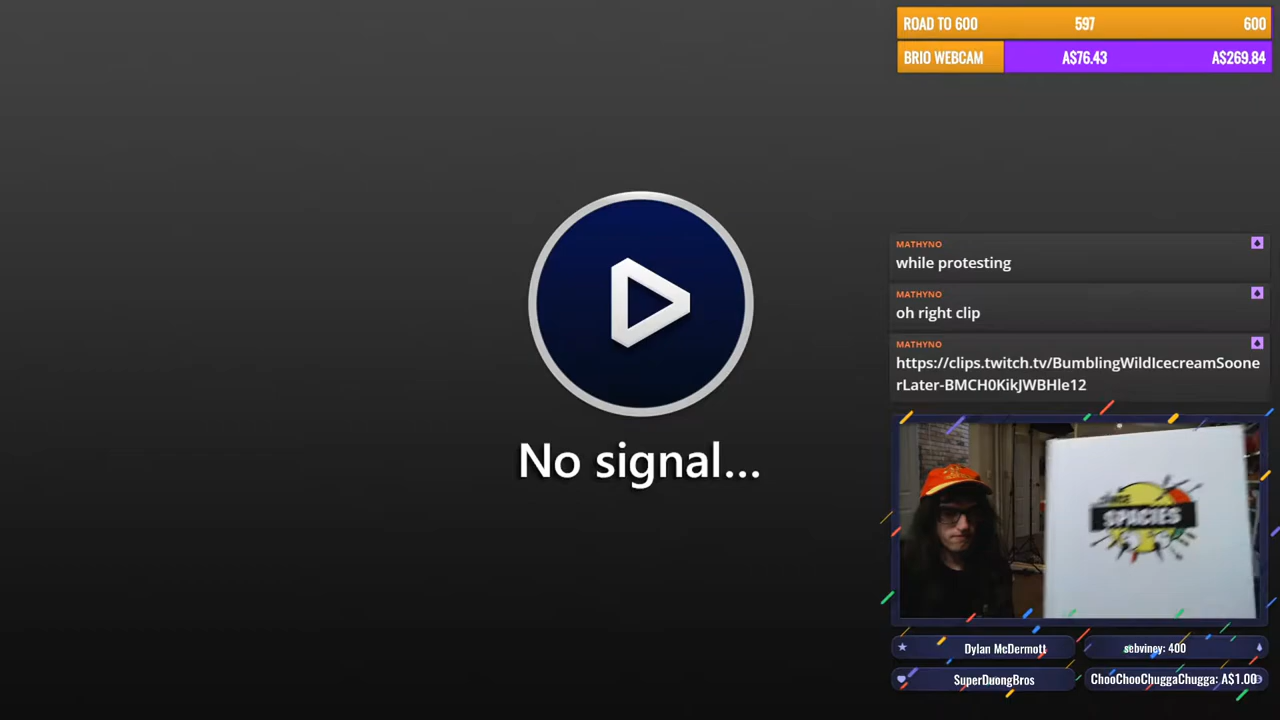 ROAD TO 600 597 600
BRIO WEBCAM A$76.43 A$269.84
No signal...
MATHYNO
while protesting
MATHYNO
oh right clip
MATHYNO
https://clips.twitch.tv/BumblingWildIcecreamSoone
rLater-BMCH0KikJWBHle12
SPACIES
Dylan McDermott
sebviney: 400
SuperDuongBros
ChooChooChuggaChugga: A$1.00